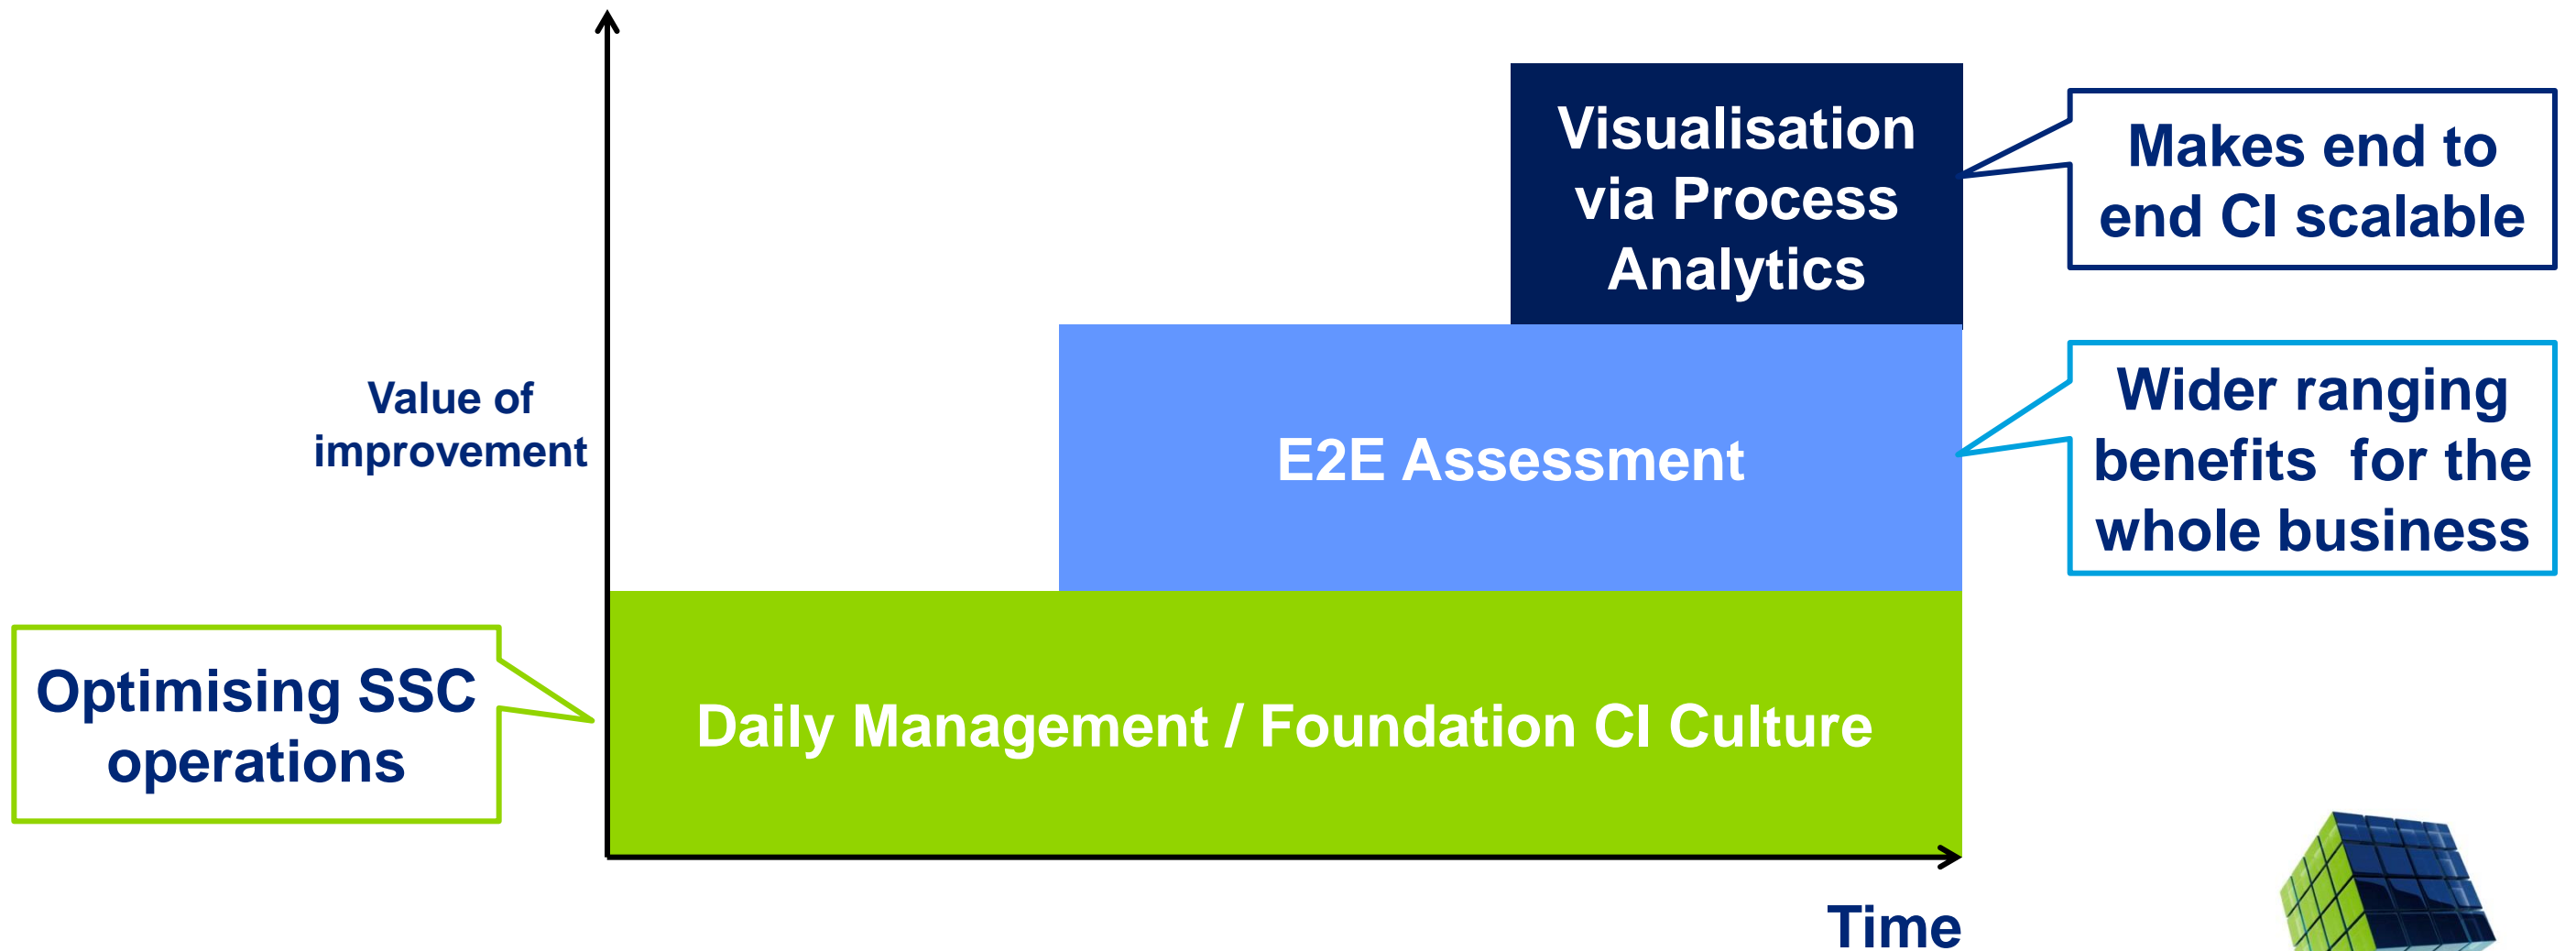 Visualisation
via Process
Analytics
Makes end to
end CI scalable
Value of
improvement
E2E Assessment
Wider ranging
benefits  for the
whole business
Optimising SSC
operations
Daily Management / Foundation CI Culture
Time